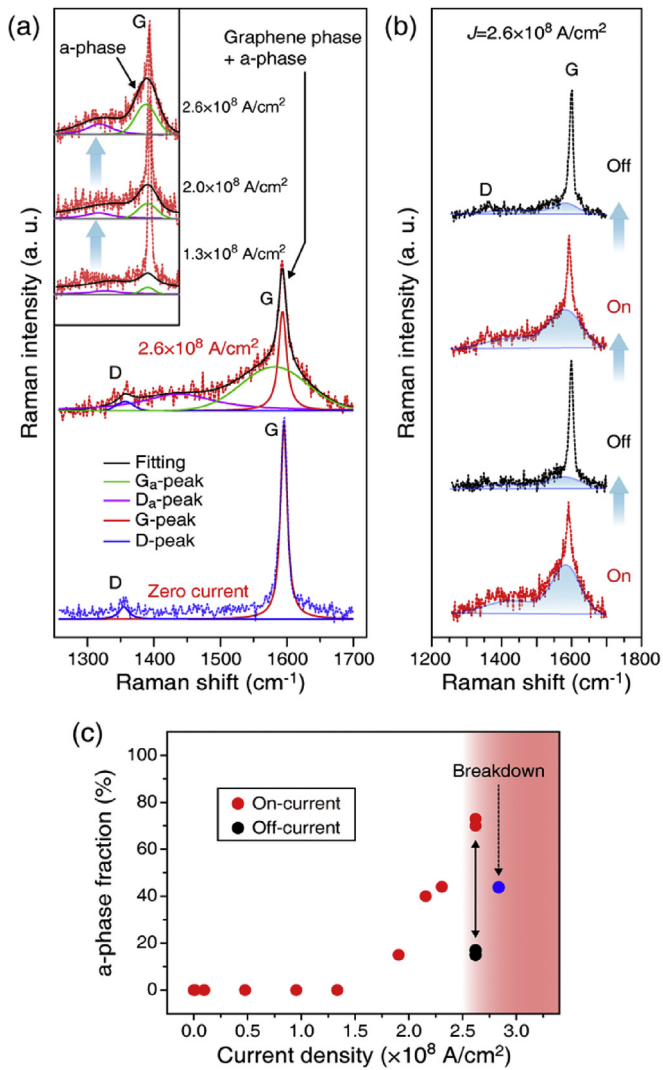 (a)
G
a-phase
2.6×10⁸ A/cm²
2.0×10⁸ A/cm²
1.3×10⁸ A/cm²
Graphene phase
+ a-phase
G
2.6×10⁸ A/cm²
D
G
Fitting
Gₐ-peak
Dₐ-peak
G-peak
D-peak
D
Zero current
Raman intensity (a. u.)
1300 1400 1500 1600 1700
Raman shift (cm⁻¹)
(b)
J=2.6×10⁸ A/cm²
G
Off
D
On
Off
On
Raman intensity (a. u.)
1200 1400 1600 1800
Raman shift (cm⁻¹)
(c)
100
80
60
40
20
0
a-phase fraction (%)
On-current
Off-current
Breakdown
0.0 0.5 1.0 1.5 2.0 2.5 3.0
Current density (×10⁸ A/cm²)